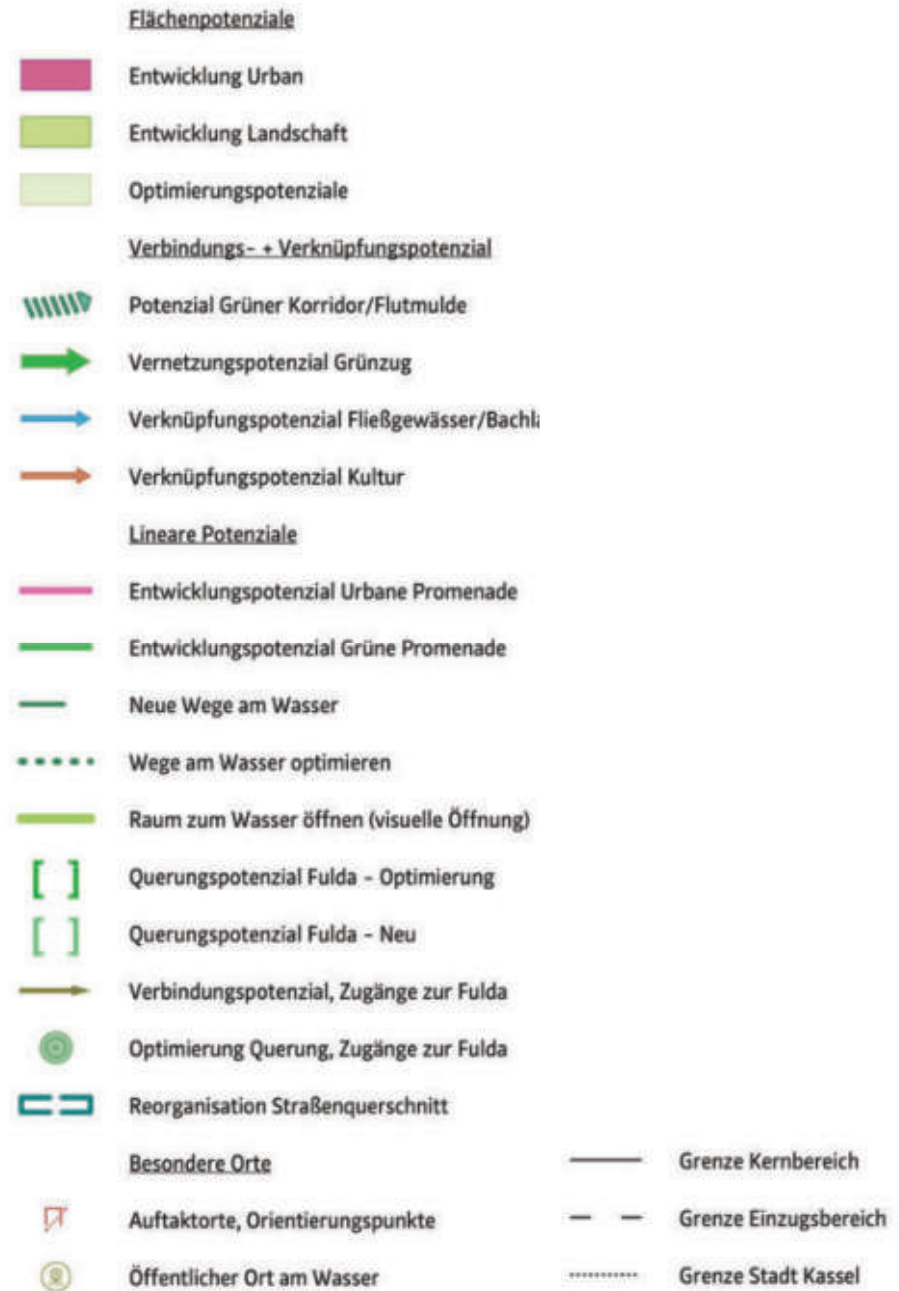 Flächenpotenziale
Entwicklung Urban
Entwicklung Landschaft
Optimierungspotenziale
Verbindungs- + Verknüpfungspotenzial
Potenzial Grüner Korridor/Flutmulde
Vernetzungspotenzial Grünzug
Verknüpfungspotenzial Fließgewässer/Bachla
Verknüpfungspotenzial Kultur
Lineare Potenziale
Entwicklungspotenzial Urbane Promenade
Entwicklungspotenzial Grüne Promenade
Neue Wege am Wasser
Wege am Wasser optimieren
Raum zum Wasser öffnen (visuelle Öffnung)
Querungspotenzial Fulda - Optimierung
Querungspotenzial Fulda - Neu
Verbindungspotenzial, Zugänge zur Fulda
Optimierung Querung, Zugänge zur Fulda
Reorganisation Straßenquerschnitt
Besondere Orte
Auftaktorte, Orientierungspunkte
Öffentlicher Ort am Wasser
Grenze Kernbereich
Grenze Einzugsbereich
Grenze Stadt Kassel